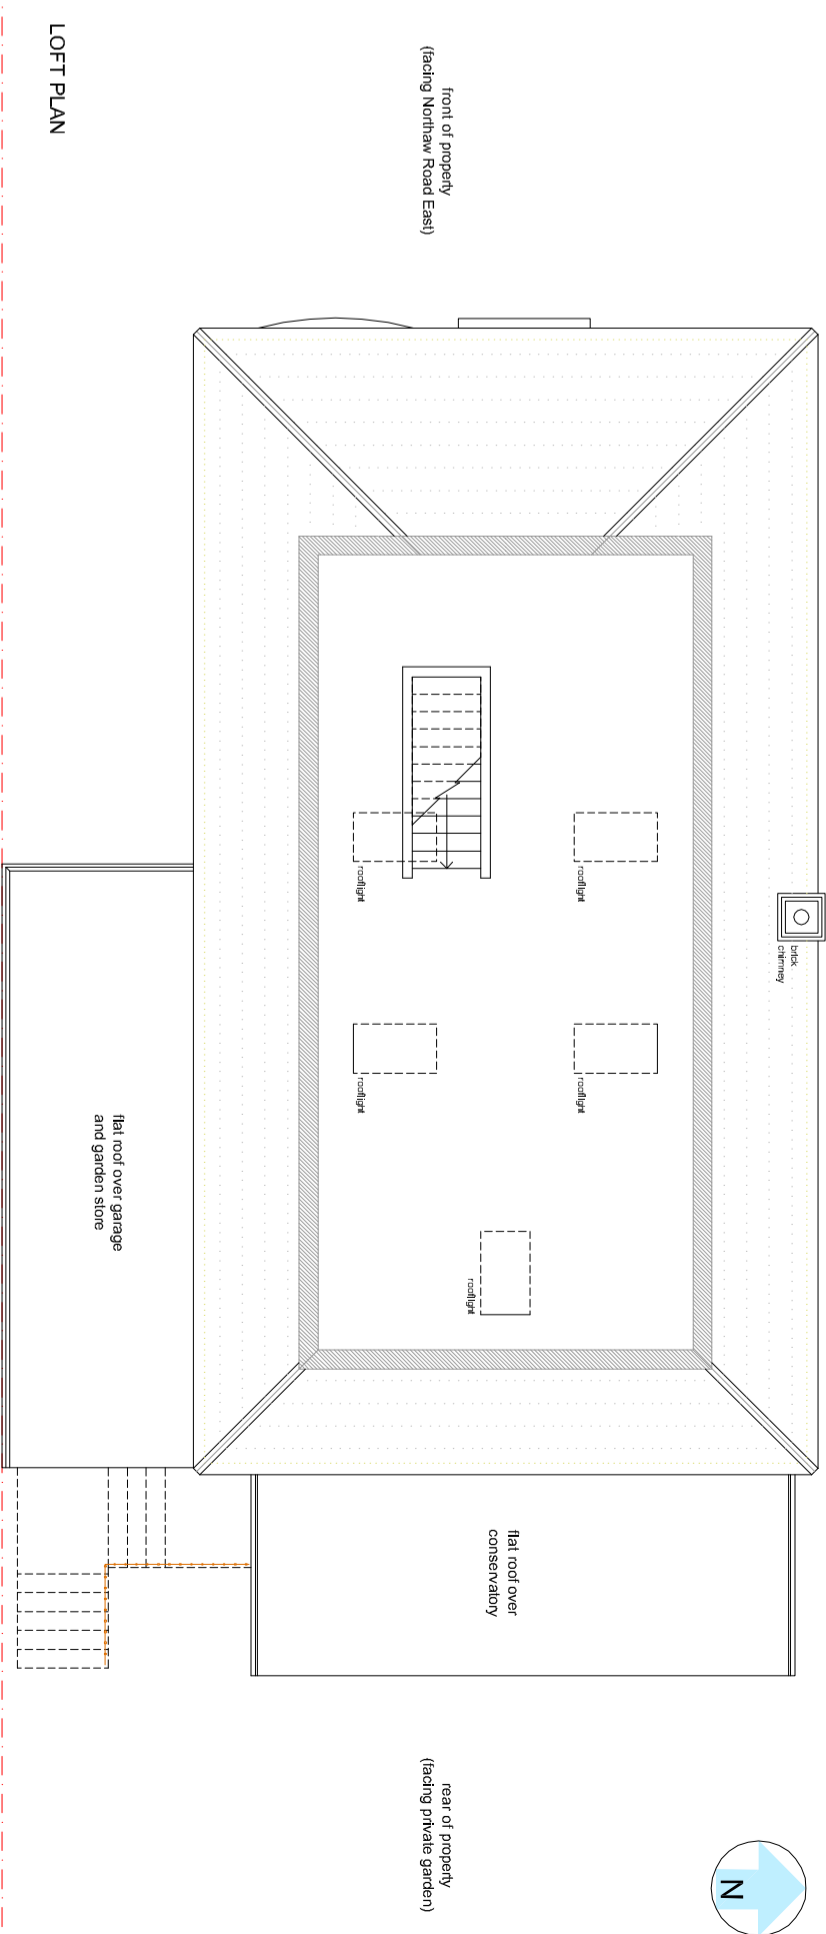 LOFT PLAN
front of property
(facing Northaw Road East)
rooflight
rooflight
brick
chimney
rooflight
rooflight
flat roof over garage
and garden store
rooflight
flat roof over
conservatory
rear of property
(facing private garden)
N